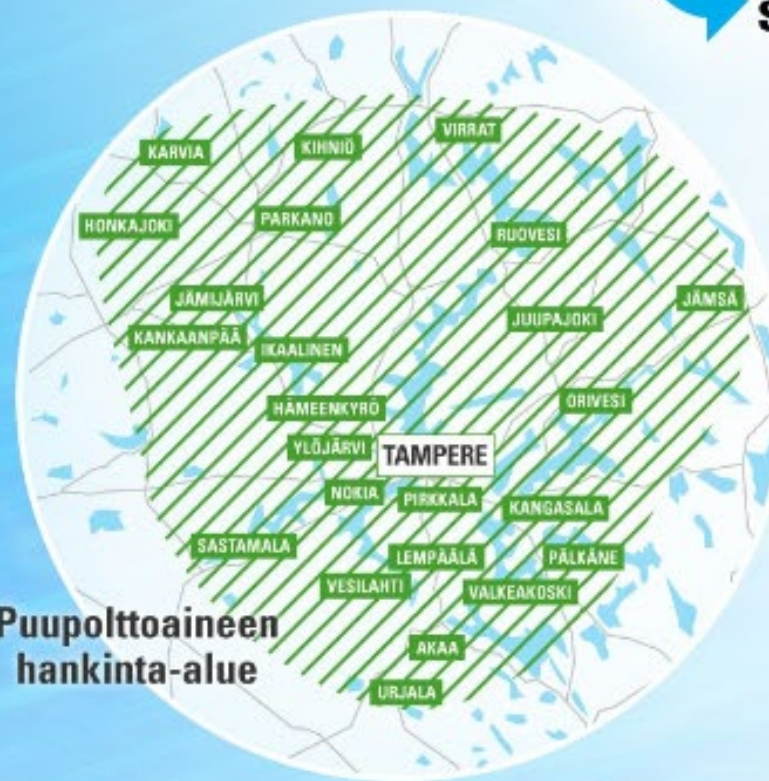 VIRRAT
KIHNIÖ
KARVIA
PARKANO
HONKAJOKI
RUOVESI
JÄMIJÄRVI
JÄMSÄ
JUUPAJOKI
KANKAANPÄÄ
IKAALINEN
ORIVESI
HÄMEENKYRÖ
YLÖJÄRVI
TAMPERE
NOKIA
PIRKKALA
KANGASALA
SASTAMALA
LEMPÄÄLÄ
PÄLKÄNE
VESILAHTI
VALKEAKOSKI
Puupolttoaineen
hankinta-alue
AKAA
URJALA